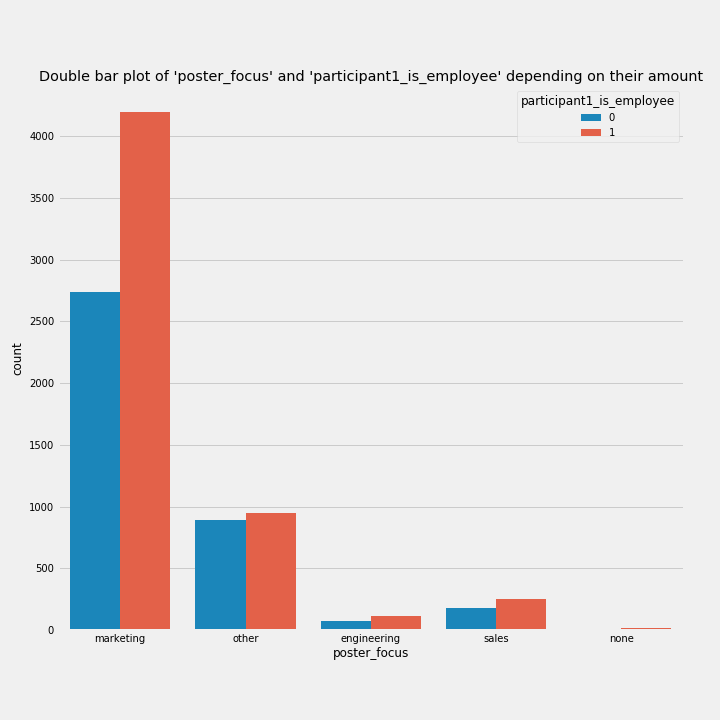 Double bar plot of 'poster_focus' and 'participant1_is_employee' depending on their amount
participant1_is_employee
0
1
4000
3500
3000
2500
2000
1500
1000
500
0
count
marketing other engineering sales none
poster_focus